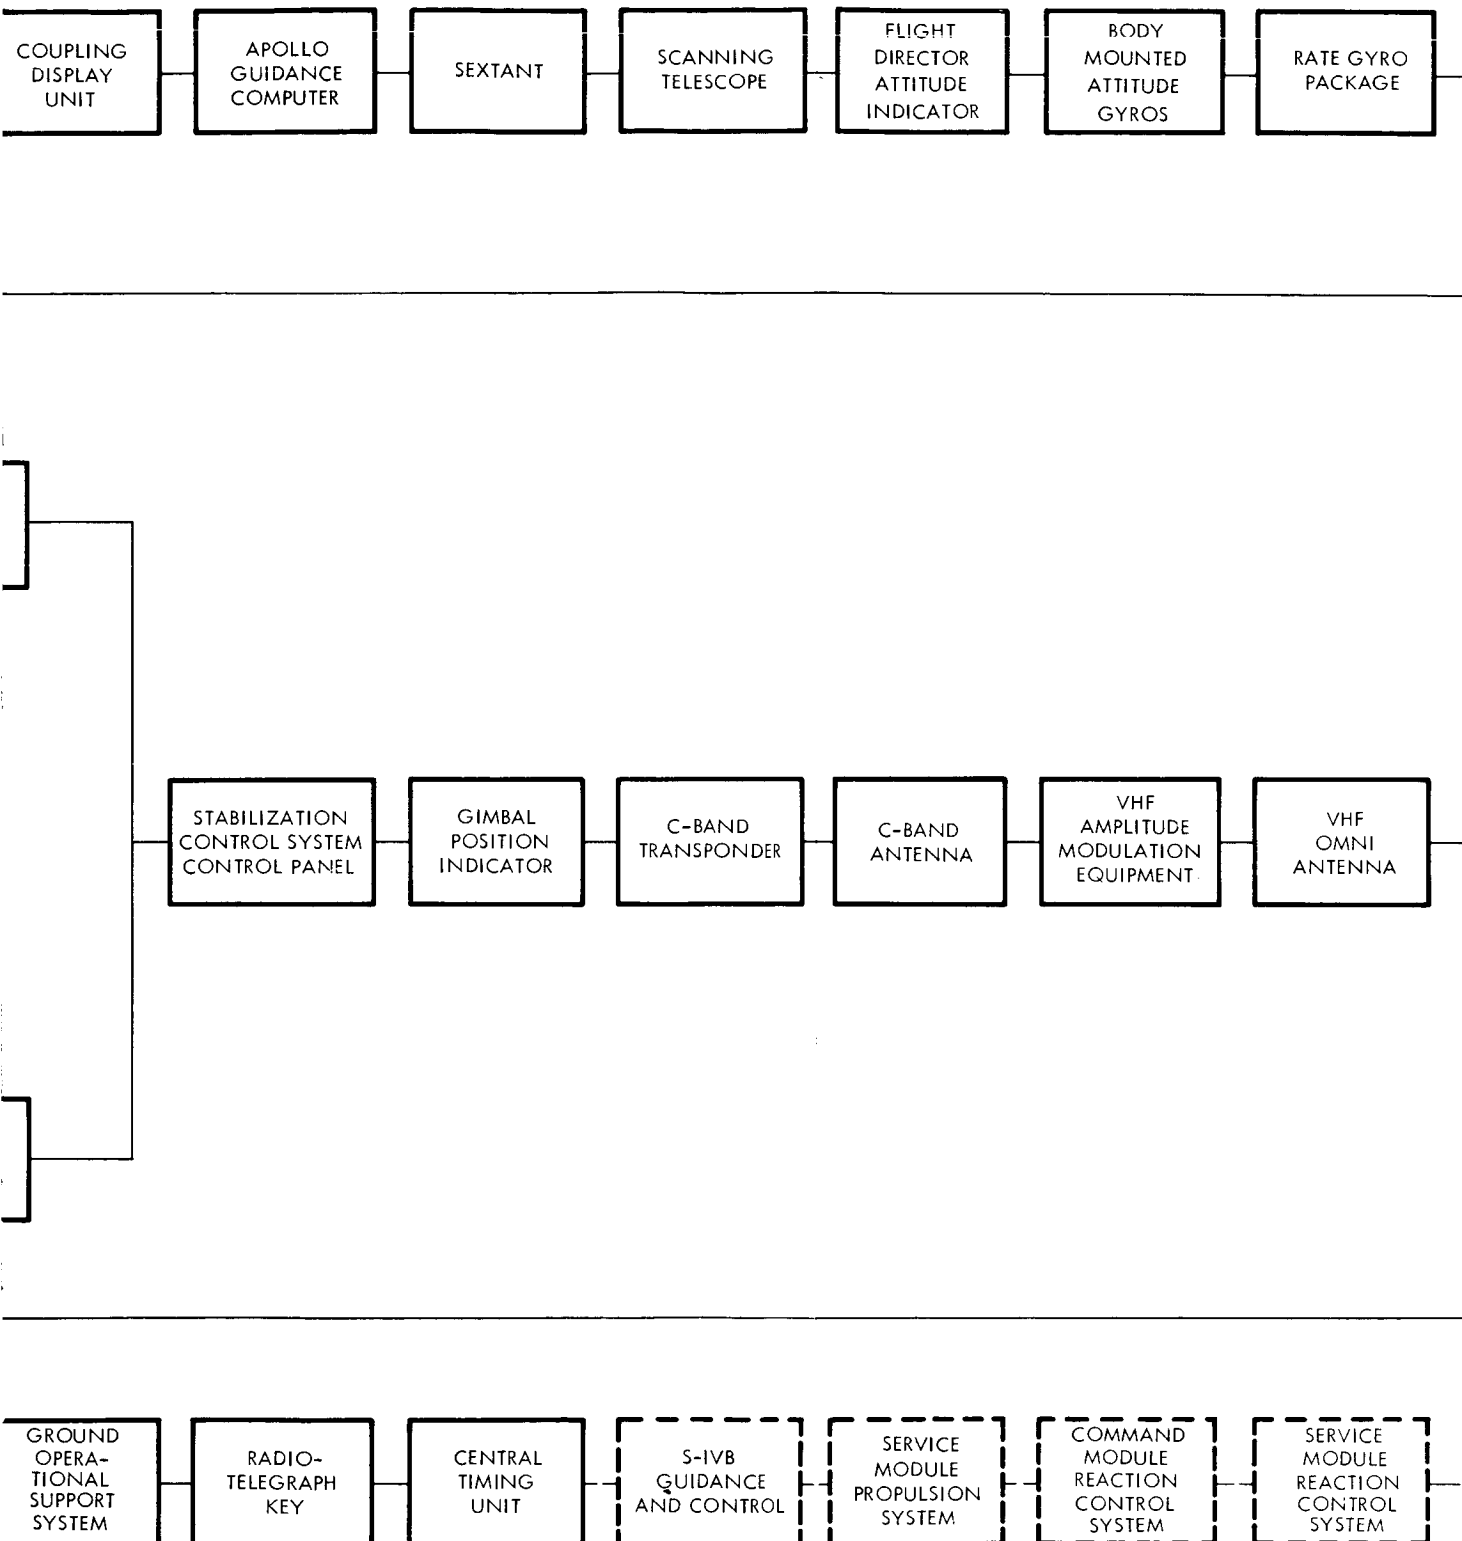 COUPLING
DISPLAY
UNIT
APOLLO
GUIDANCE
COMPUTER
SEXTANT
SCANNING
TELESCOPE
FLIGHT
DIRECTOR
ATTITUDE
INDICATOR
BODY
MOUNTED
ATTITUDE
GYROS
RATE GYRO
PACKAGE
STABILIZATION
CONTROL SYSTEM
CONTROL PANEL
GIMBAL
POSITION
INDICATOR
C-BAND
TRANSPONDER
C-BAND
ANTENNA
VHF
AMPLITUDE
MODULATION
EQUIPMENT
VHF
OMNI
ANTENNA
GROUND
OPERA-
TIONAL
SUPPORT
SYSTEM
RADIO-
TELEGRAPH
KEY
CENTRAL
TIMING
UNIT
S-IVB
GUIDANCE
AND CONTROL
SERVICE
MODULE
PROPULSION
SYSTEM
COMMAND
MODULE
REACTION
CONTROL
SYSTEM
SERVICE
MODULE
REACTION
CONTROL
SYSTEM